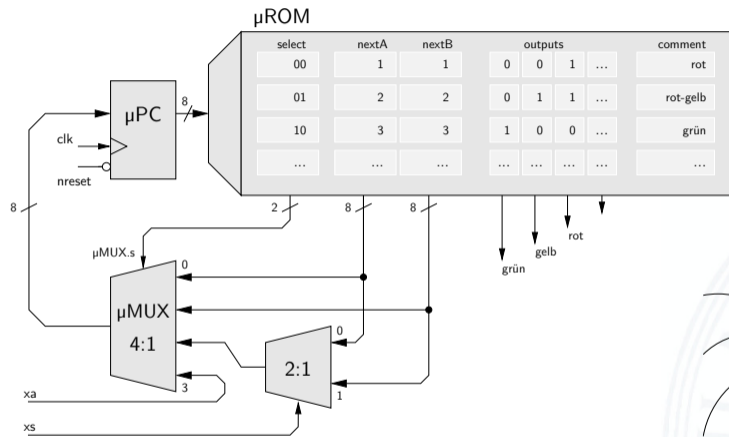 µROM
select nextA nextB outputs comment
00 1 1 0 0 1 ... rot
01 2 2 0 1 1 ... rot-gelb
10 3 3 1 0 0 ... grün
... ... ... ... ... ... ... ...
µPC
8
clk
nreset
8
2
8
8
µMUX.s
0
µMUX
4:1
3
0
2:1
1
rot
gelb
grün
xa
xs